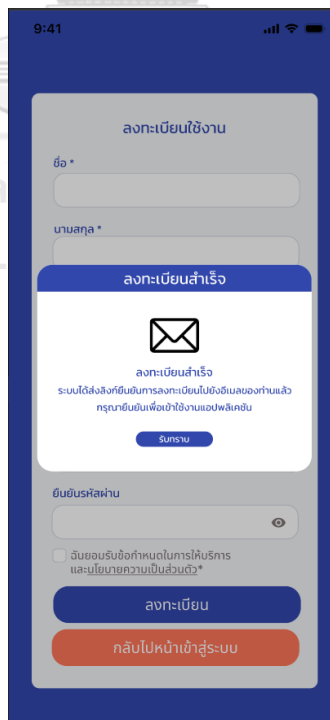 9:41
ลงทะเบียนใช้งาน
ชื่อ *
นามสกุล *
ลงทะเบียนสำเร็จ
ลงทะเบียนสำเร็จ
ระบบได้ส่งลิงก์ยืนยันการลงทะเบียนไปยังอีเมลของท่านแล้ว
กรุณายืนยันเพื่อเข้าใช้งานแอปพลิเคชัน
รับทราบ
ยืนยันรหัสผ่าน
ฉันยอมรับข้อกำหนดในการให้บริการ
และนโยบายความเป็นส่วนตัว*
ลงทะเบียน
กลับไปหน้าเข้าสู่ระบบ